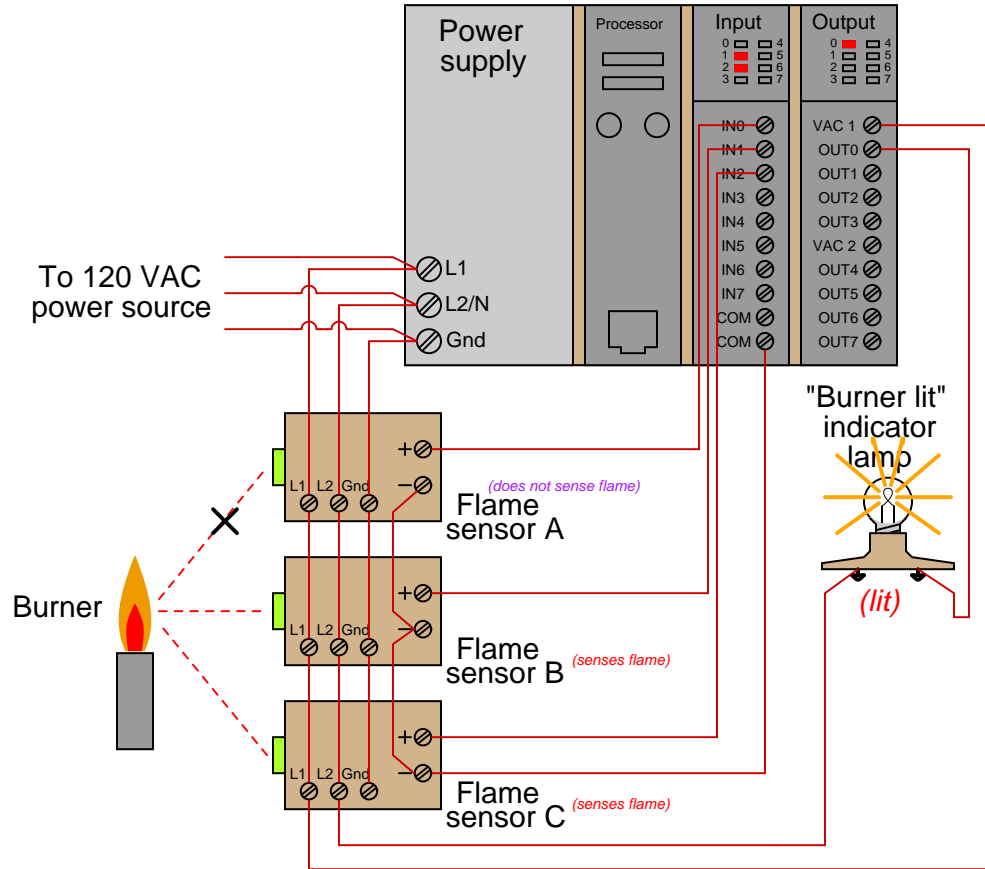 Power
supply
Processor
Input
0 4
1 5
2 6
3 7
Output
0 4
1 5
2 6
3 7
IN0
IN1
IN2
IN3
IN4
IN5
IN6
IN7
COM
COM
VAC 1
OUT0
OUT1
OUT2
OUT3
VAC 2
OUT4
OUT5
OUT6
OUT7
To 120 VAC
power source
L1
L2/N
Gnd
"Burner lit"
indicator
lamp
(lit)
+
−
L1 L2 Gnd
(does not sense flame)
Flame
sensor A
Burner
+
−
L1 L2 Gnd
Flame
sensor B (senses flame)
+
−
L1 L2 Gnd
Flame
sensor C (senses flame)